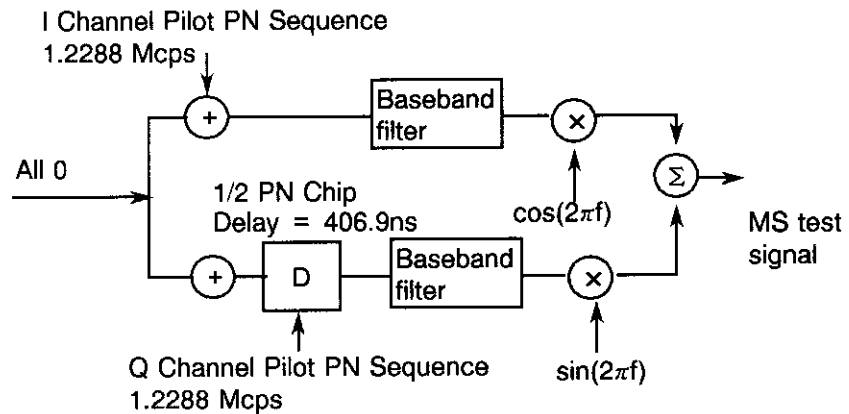 I Channel Pilot PN Sequence
1.2288 Mcps
+
Baseband
filter
×
All 0
1/2 PN Chip
Delay = 406.9ns
cos(2πf)
Σ
MS test
signal
+
D
Baseband
filter
×
Q Channel Pilot PN Sequence
1.2288 Mcps
sin(2πf)